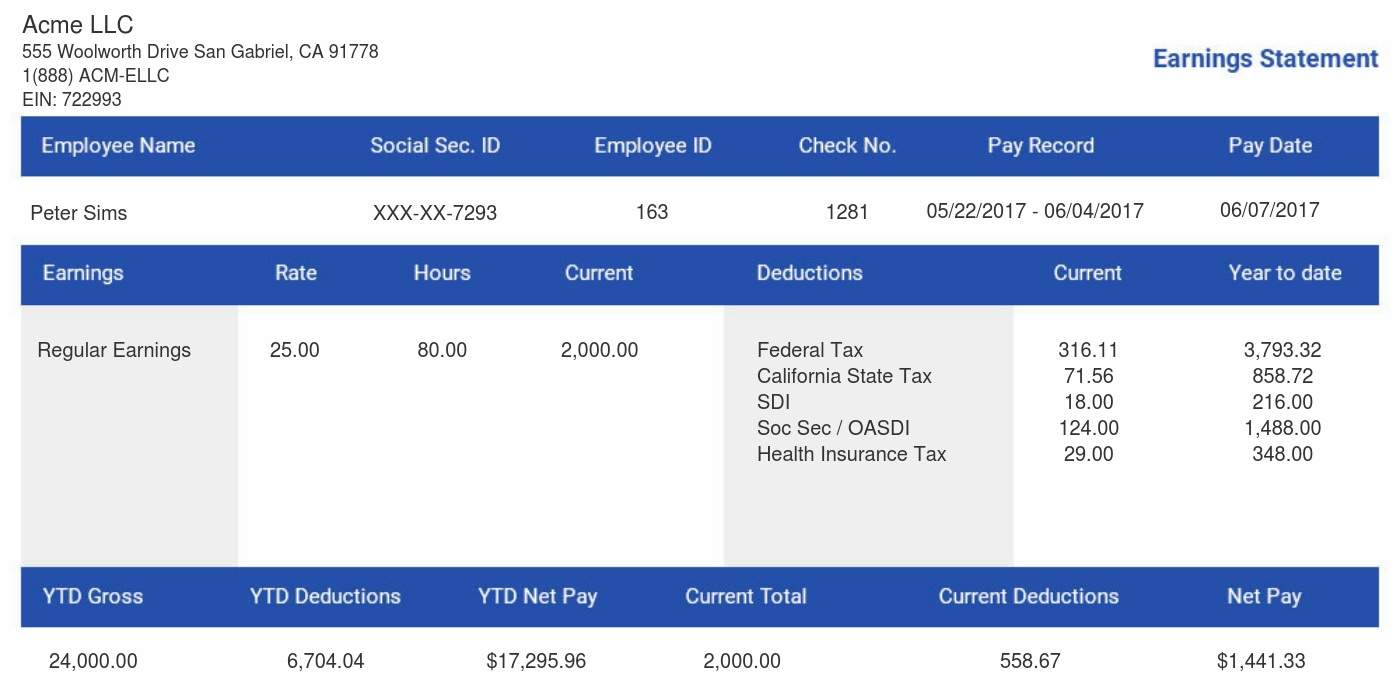 Acme LLC
555 Woolworth Drive San Gabriel, CA 91778
1(888) ACM-ELLC
EIN: 722993
Earnings Statement
Employee Name Social Sec. ID Employee ID Check No. Pay Record Pay Date
Peter Sims XXX-XX-7293 163 1281 05/22/2017 - 06/04/2017 06/07/2017
Earnings Rate Hours Current Deductions Current Year to date
Regular Earnings 25.00 80.00 2,000.00 Federal Tax 316.11 3,793.32
California State Tax 71.56 858.72
SDI 18.00 216.00
Soc Sec / OASDI 124.00 1,488.00
Health Insurance Tax 29.00 348.00
YTD Gross YTD Deductions YTD Net Pay Current Total Current Deductions Net Pay
24,000.00 6,704.04 $17,295.96 2,000.00 558.67 $1,441.33